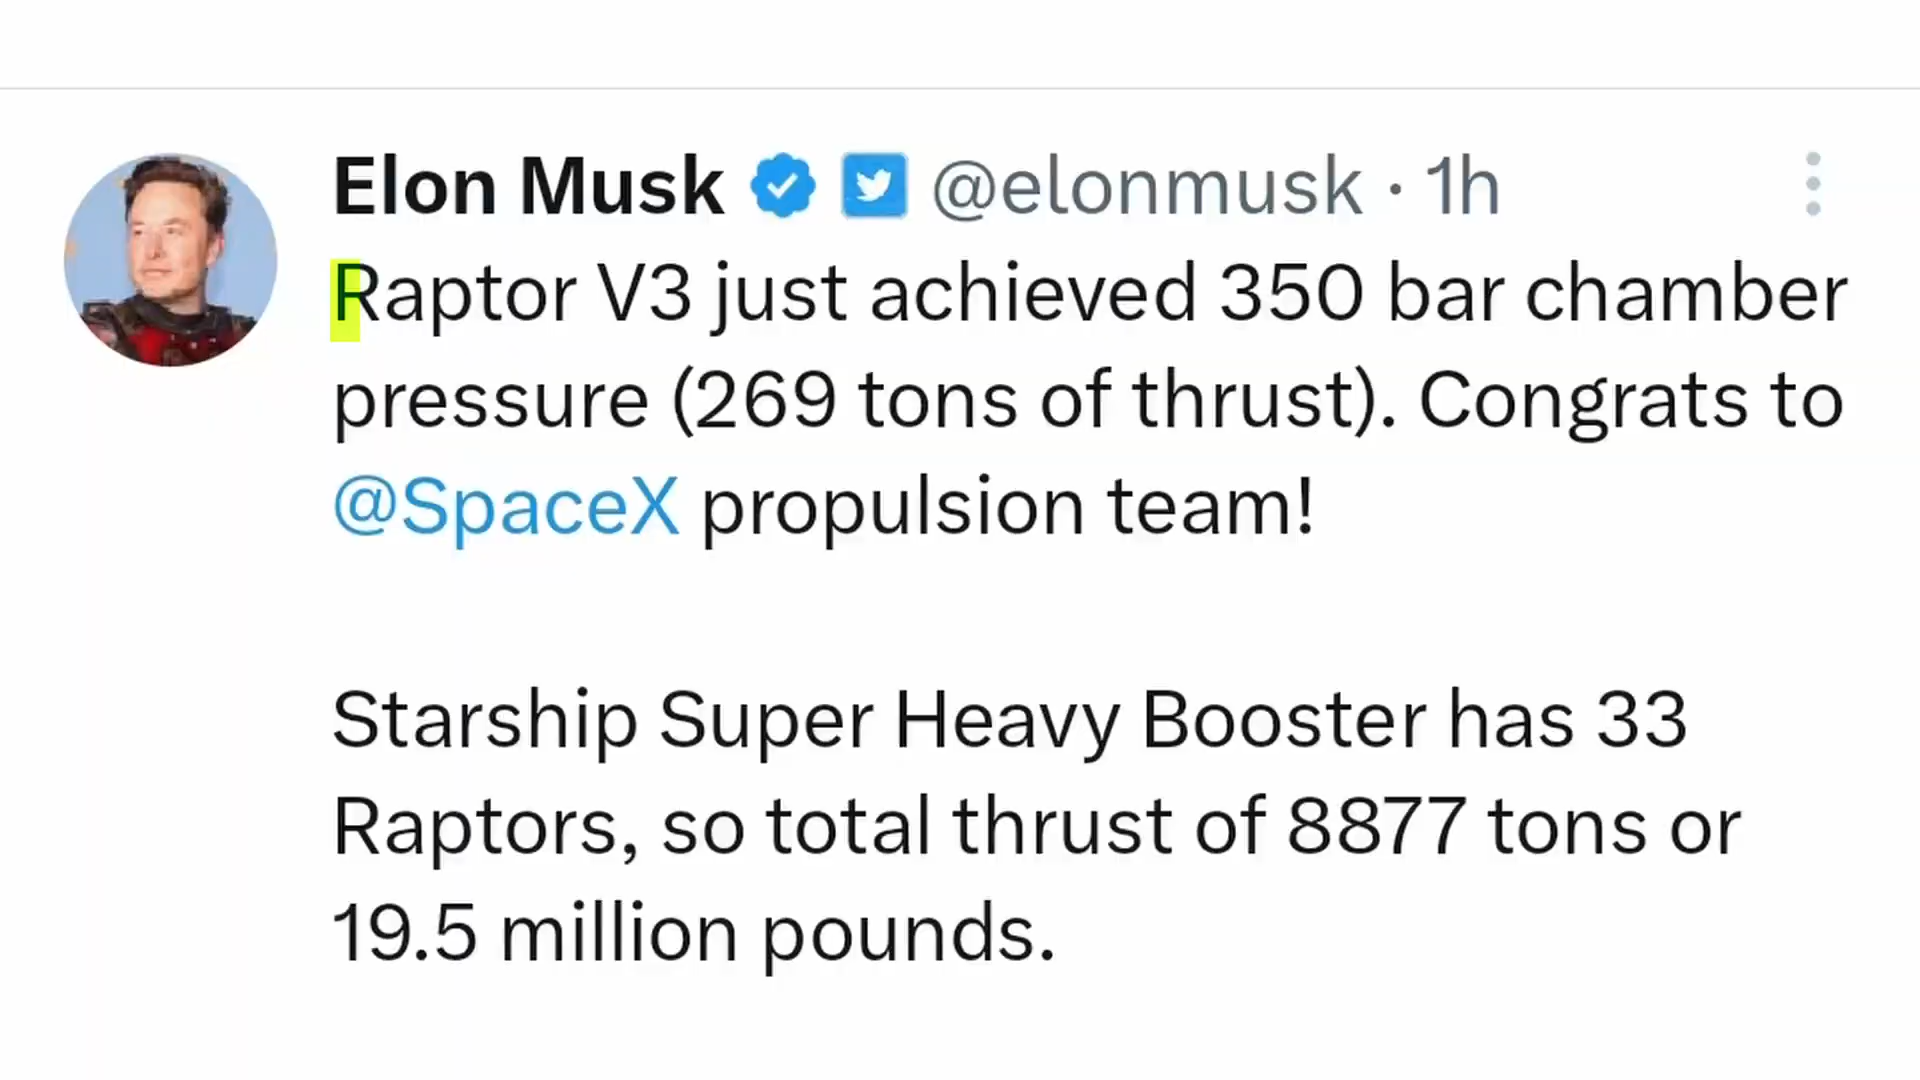 Elon Musk @elonmusk · 1h
Raptor V3 just achieved 350 bar chamber
pressure (269 tons of thrust). Congrats to
@SpaceX propulsion team!
Starship Super Heavy Booster has 33
Raptors, so total thrust of 8877 tons or
19.5 million pounds.